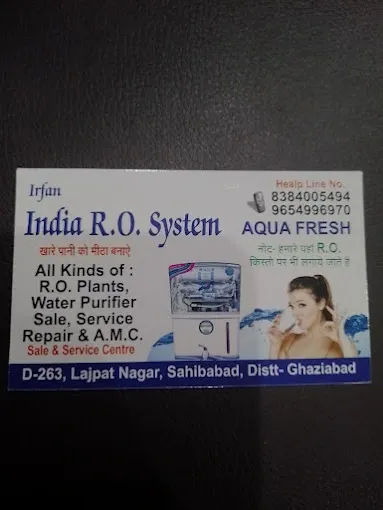 Irfan
Healp Line No.
8384005494
9654996970
India R.O. System
AQUA FRESH
खारे पानी को मीठा बनाऐ
नोट- हमारे यहां R.O.
किस्तो पर भी लगाये जाते है
All Kinds of :
R.O. Plants,
Water Purifier
Sale, Service
Repair & A.M.C.
Sale & Service Centre
D-263, Lajpat Nagar, Sahibabad, Distt- Ghaziabad